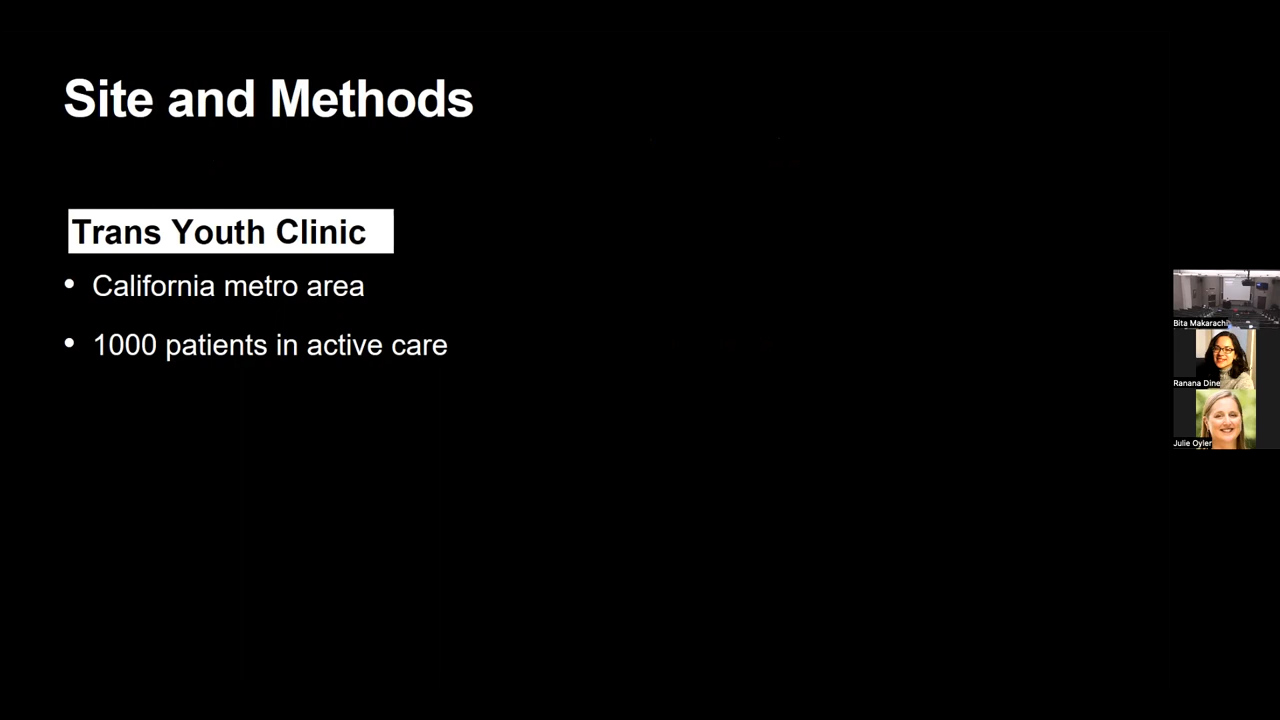 Site and Methods
Trans Youth Clinic
• California metro area
• 1000 patients in active care
Bita Makarachi
Ranana Dine
Julie Oyler